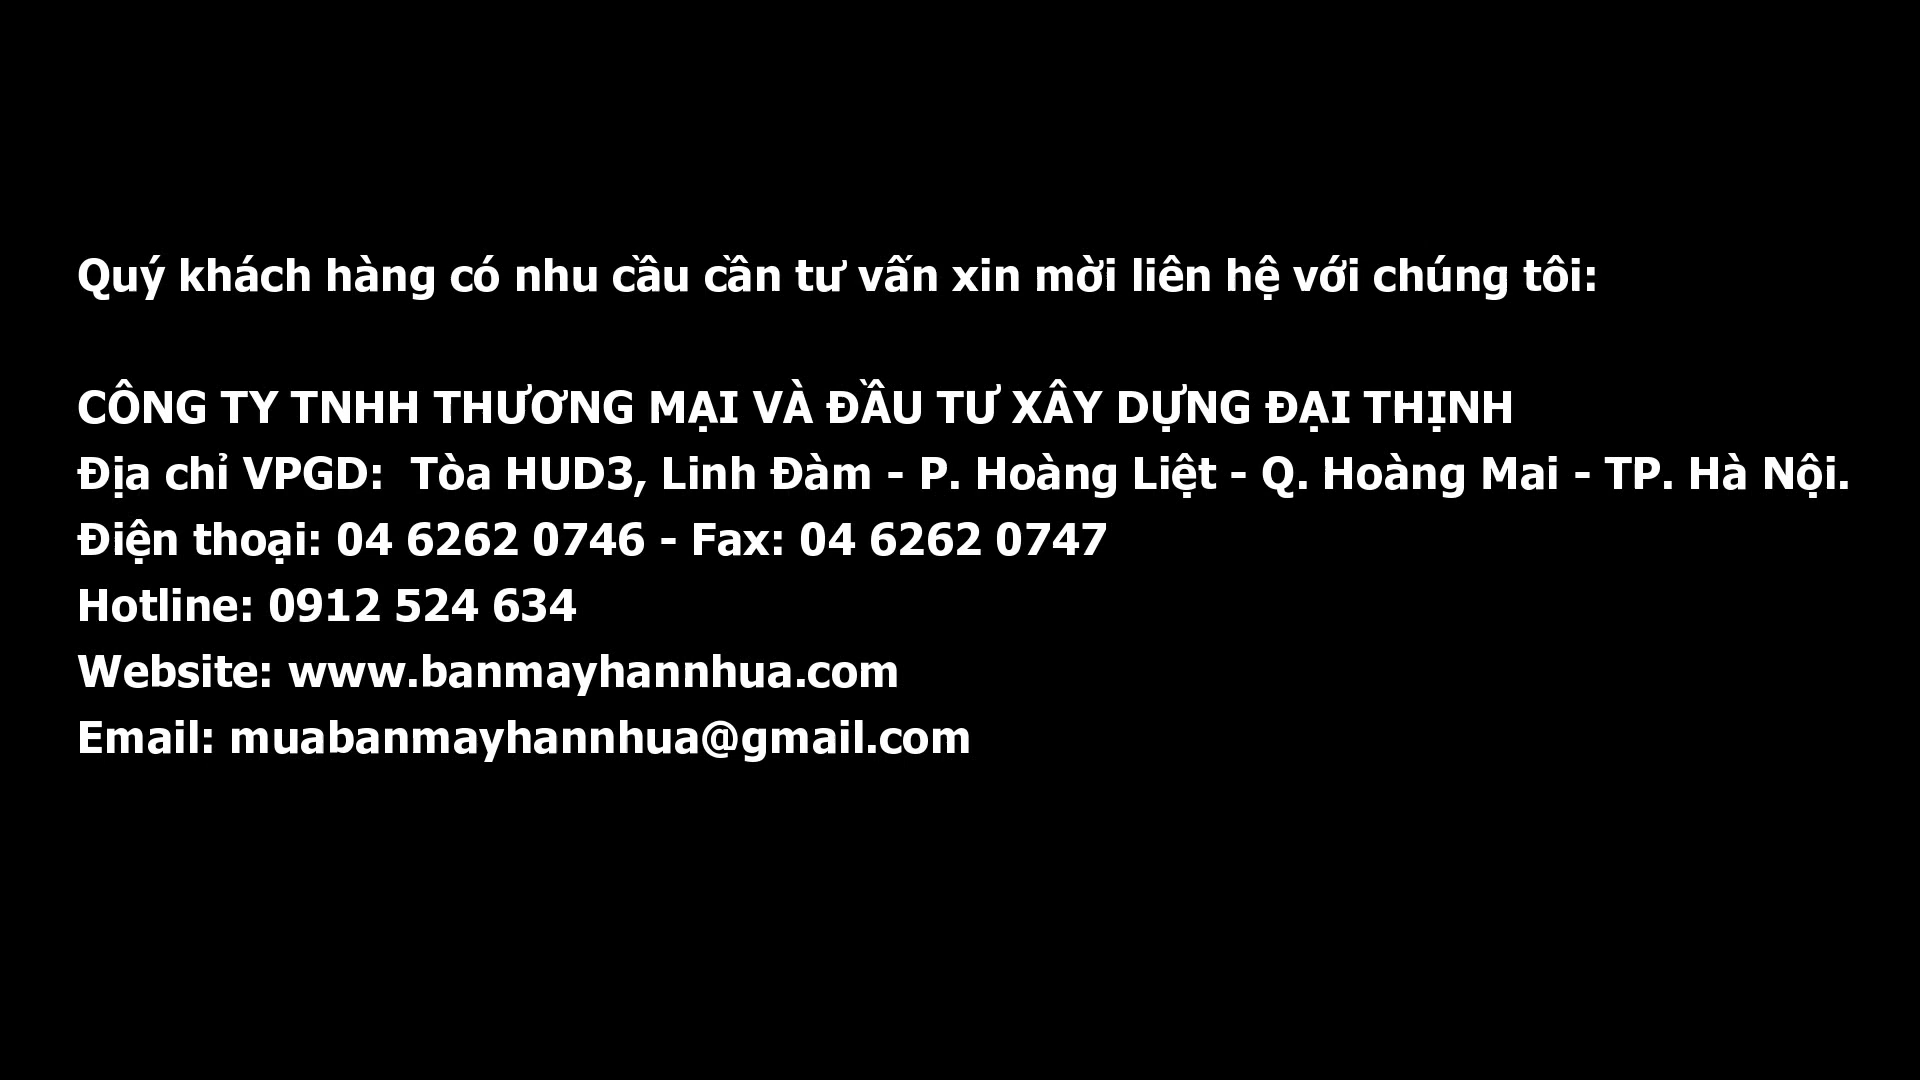 Quý khách hàng có nhu cầu cần tư vấn xin mời liên hệ với chúng tôi:
CÔNG TY TNHH THƯƠNG MẠI VÀ ĐẦU TƯ XÂY DỰNG ĐẠI THỊNH
Địa chỉ VPGD:  Tòa HUD3, Linh Đàm - P. Hoàng Liệt - Q. Hoàng Mai - TP. Hà Nội.
Điện thoại: 04 6262 0746 - Fax: 04 6262 0747
Hotline: 0912 524 634
Website: www.banmayhannhua.com
Email: muabanmayhannhua@gmail.com